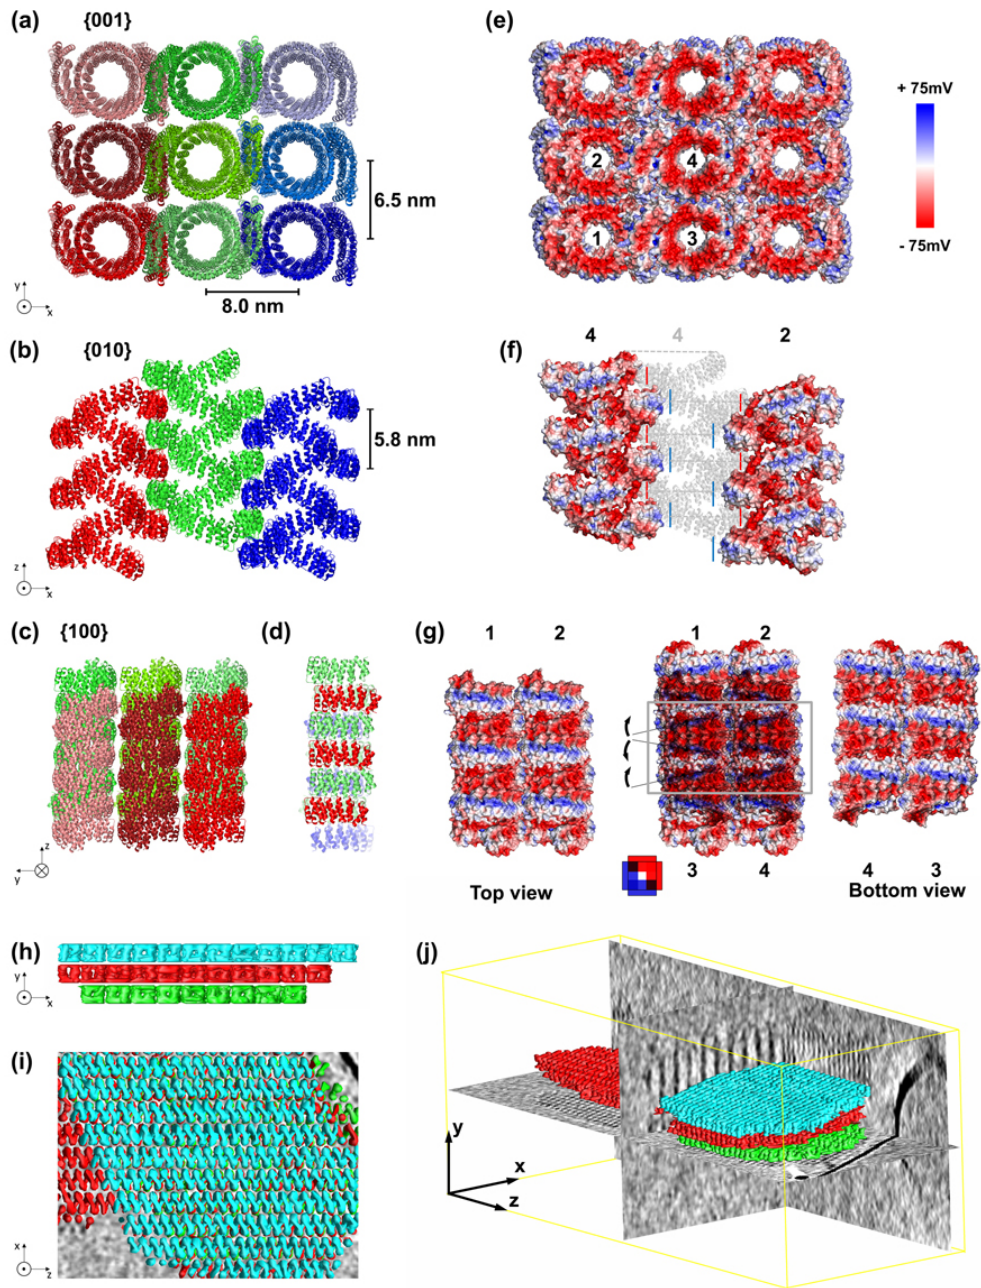 (a) {001}
6.5 nm
8.0 nm
y
x
(e)
2 4
1 3
+ 75mV
- 75mV
(b) {010}
5.8 nm
z
x
(f) 4 4 2
(c) {100} (d)
z
y
(g) 1 2 1 2
3 4 4 3
Top view Bottom view
(h)
y
x
(i)
x
z
(j)
y
x
z